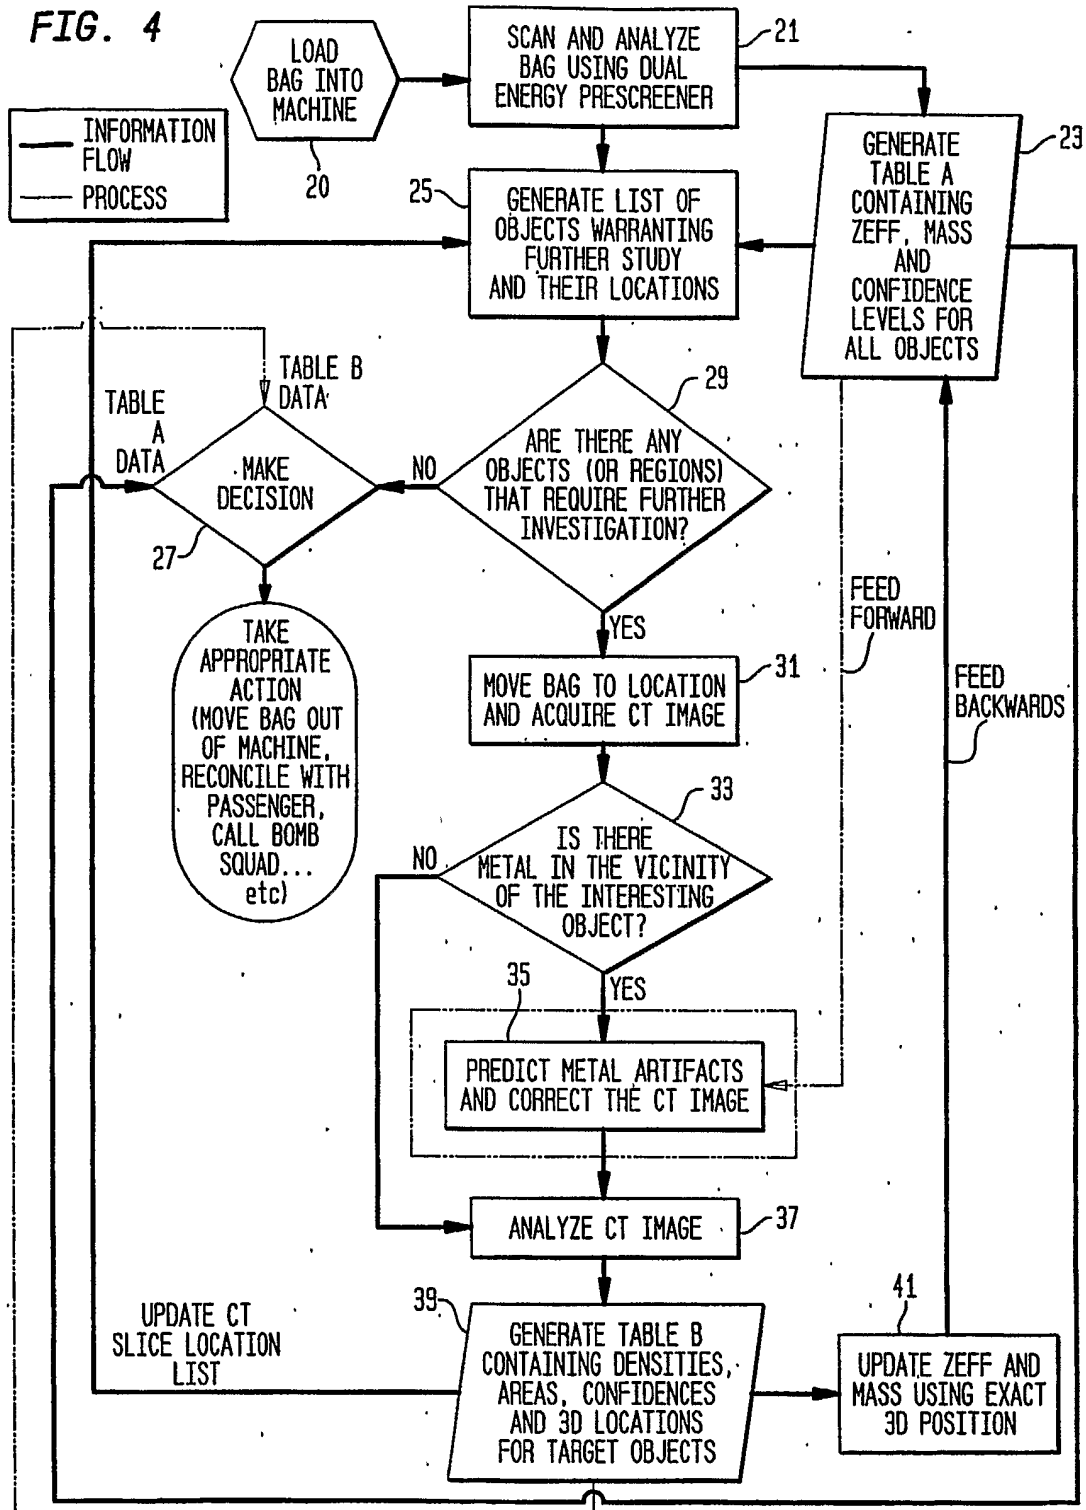 FIG. 4
INFORMATION
FLOW
PROCESS
LOAD
BAG INTO
MACHINE
20
SCAN AND ANALYZE
BAG USING DUAL
ENERGY PRESCREENER
21
GENERATE
TABLE A
CONTAINING
ZEFF, MASS
AND
CONFIDENCE
LEVELS FOR
ALL OBJECTS
23
25
GENERATE LIST OF
OBJECTS WARRANTING
FURTHER STUDY
AND THEIR LOCATIONS
TABLE B
DATA
TABLE
A
DATA
MAKE
DECISION
27
NO
ARE THERE ANY
OBJECTS (OR REGIONS)
THAT REQUIRE FURTHER
INVESTIGATION?
29
YES
TAKE
APPROPRIATE
ACTION
(MOVE BAG OUT
OF MACHINE,
RECONCILE WITH
PASSENGER,
CALL BOMB
SQUAD...
etc)
MOVE BAG TO LOCATION
AND ACQUIRE CT IMAGE
31
FEED
FORWARD
FEED
BACKWARDS
NO
IS THERE
METAL IN THE VICINITY
OF THE INTERESTING
OBJECT?
33
YES
35
PREDICT METAL ARTIFACTS
AND CORRECT THE CT IMAGE
ANALYZE CT IMAGE
37
UPDATE CT
SLICE LOCATION
LIST
39
GENERATE TABLE B
CONTAINING DENSITIES,
AREAS, CONFIDENCES
AND 3D LOCATIONS
FOR TARGET OBJECTS
41
UPDATE ZEFF AND
MASS USING EXACT
3D POSITION